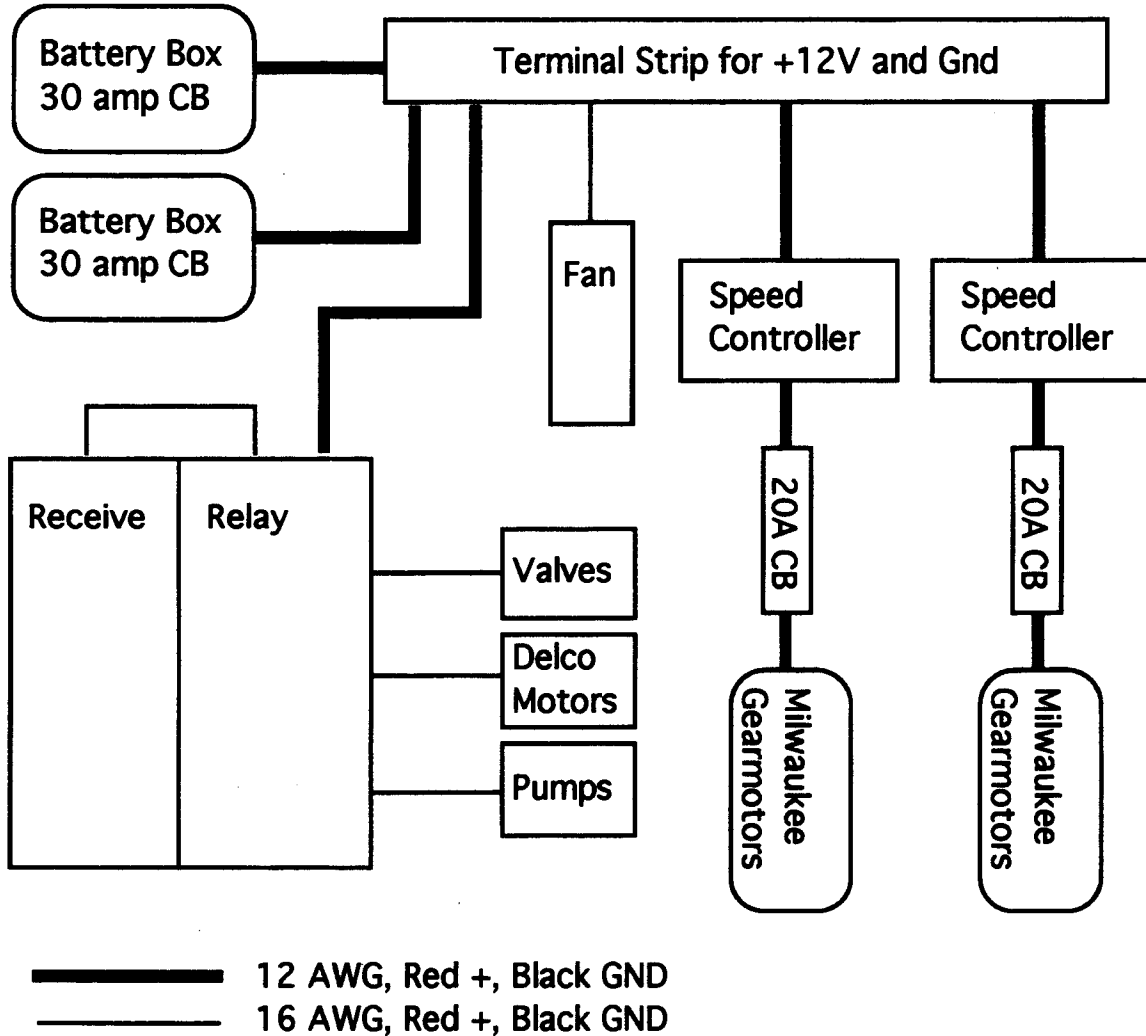 Battery Box
30 amp CB
Terminal Strip for +12V and Gnd
Battery Box
30 amp CB
Fan
Speed
Controller
Speed
Controller
Receive
Relay
20A CB
20A CB
Valves
Delco
Motors
Pumps
Milwaukee
Gearmotors
Milwaukee
Gearmotors
12 AWG, Red +, Black GND
16 AWG, Red +, Black GND